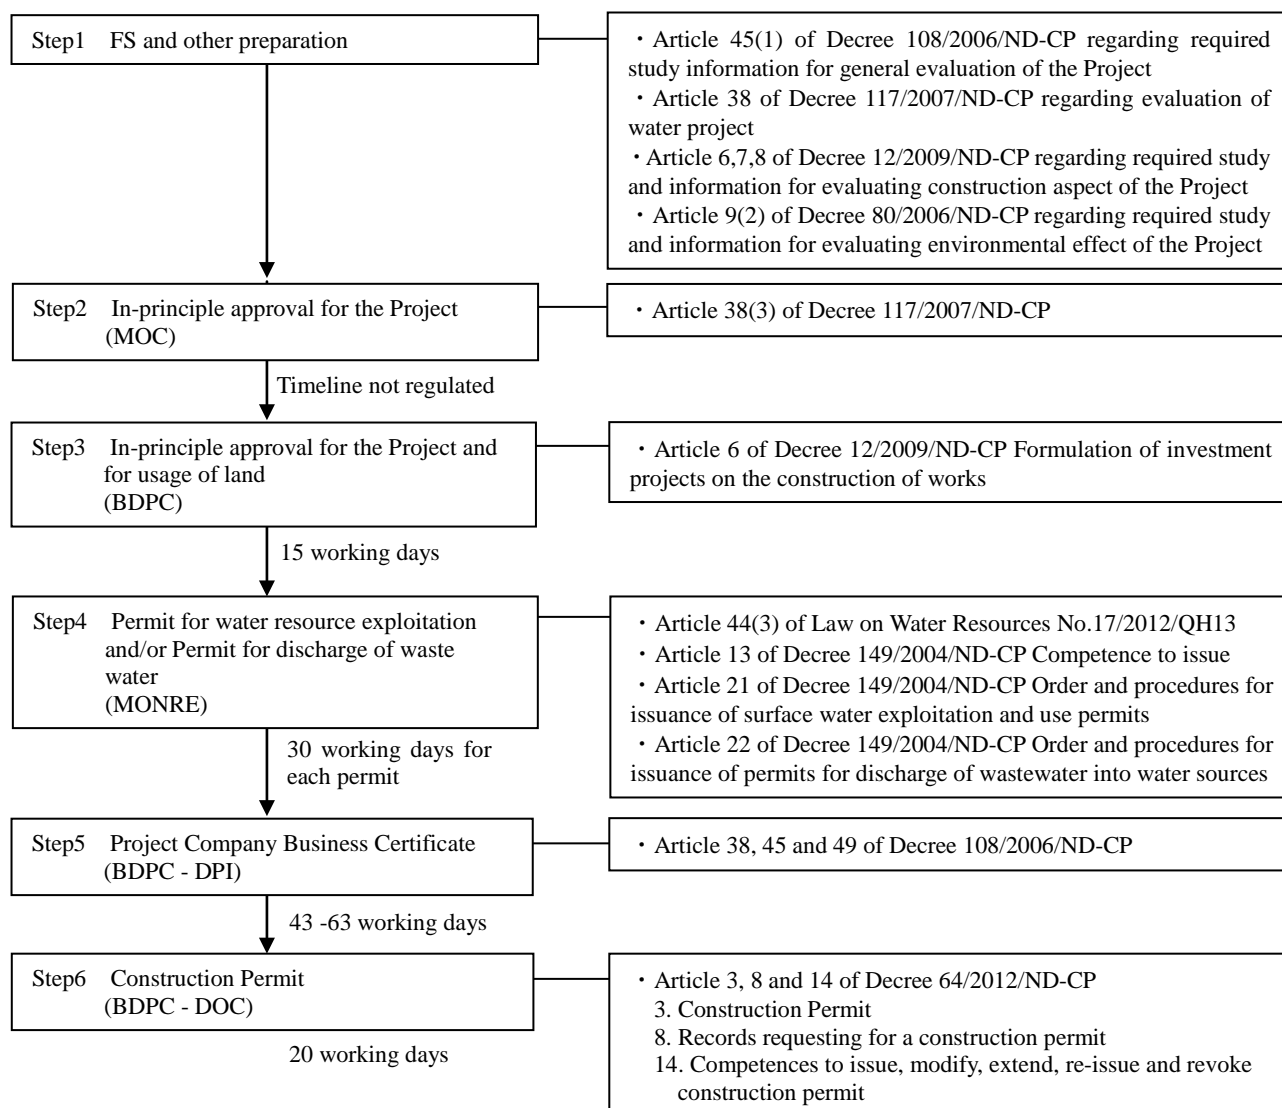 Step1 FS and other preparation
・Article 45(1) of Decree 108/2006/ND-CP regarding required
study information for general evaluation of the Project
・Article 38 of Decree 117/2007/ND-CP regarding evaluation of
water project
・Article 6,7,8 of Decree 12/2009/ND-CP regarding required study
and information for evaluating construction aspect of the Project
・Article 9(2) of Decree 80/2006/ND-CP regarding required study
and information for evaluating environmental effect of the Project
Step2 In-principle approval for the Project
(MOC)
・Article 38(3) of Decree 117/2007/ND-CP
Timeline not regulated
Step3 In-principle approval for the Project and
for usage of land
(BDPC)
・Article 6 of Decree 12/2009/ND-CP Formulation of investment
projects on the construction of works
15 working days
Step4 Permit for water resource exploitation
and/or Permit for discharge of waste
water
(MONRE)
・Article 44(3) of Law on Water Resources No.17/2012/QH13
・Article 13 of Decree 149/2004/ND-CP Competence to issue
・Article 21 of Decree 149/2004/ND-CP Order and procedures for
issuance of surface water exploitation and use permits
・Article 22 of Decree 149/2004/ND-CP Order and procedures for
issuance of permits for discharge of wastewater into water sources
30 working days for
each permit
Step5 Project Company Business Certificate
(BDPC - DPI)
・Article 38, 45 and 49 of Decree 108/2006/ND-CP
43 -63 working days
Step6 Construction Permit
(BDPC - DOC)
・Article 3, 8 and 14 of Decree 64/2012/ND-CP
3. Construction Permit
8. Records requesting for a construction permit
14. Competences to issue, modify, extend, re-issue and revoke
construction permit
20 working days